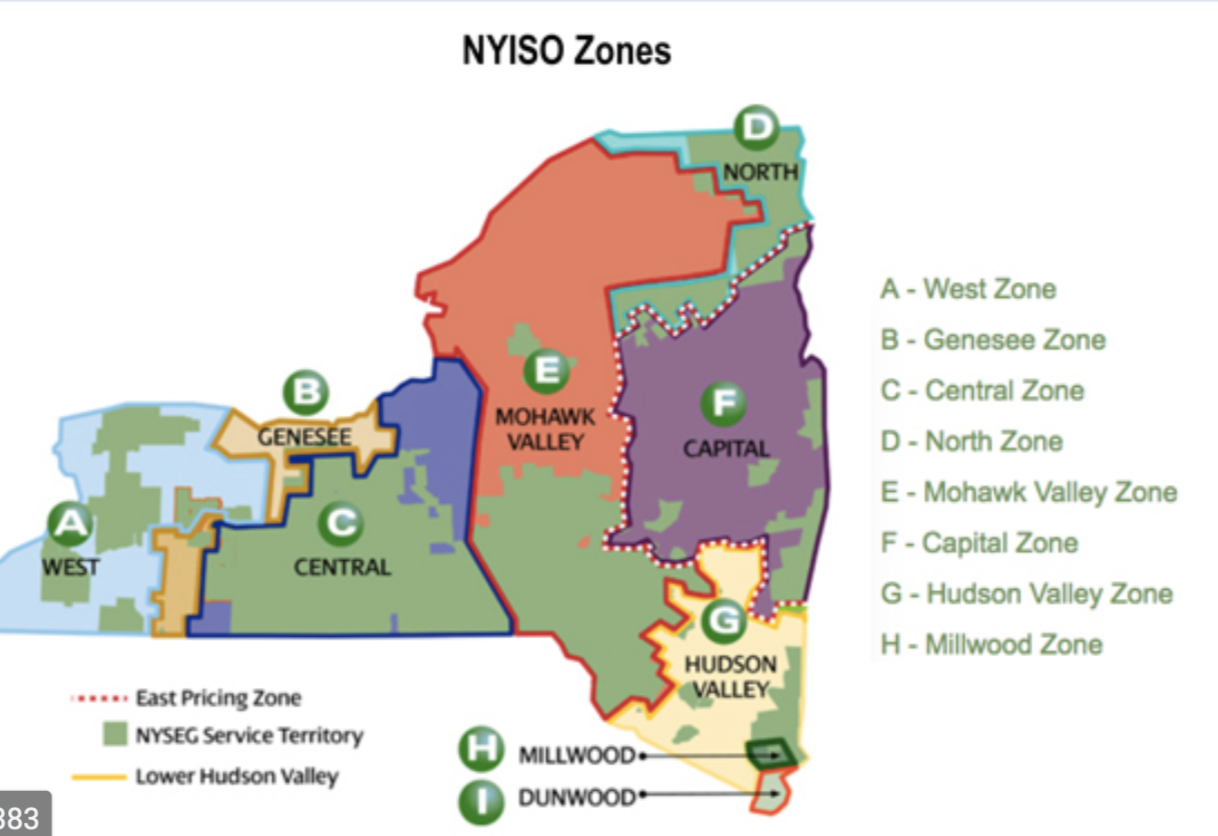 NYISO Zones
D
NORTH
A - West Zone
B - Genesee Zone
E
B
F
C - Central Zone
MOHAWK
VALLEY
GENESEE
CAPITAL
D - North Zone
E - Mohawk Valley Zone
A
C
F - Capital Zone
WEST
CENTRAL
G - Hudson Valley Zone
G
H - Millwood Zone
HUDSON
VALLEY
East Pricing Zone
NYSEG Service Territory
Lower Hudson Valley
H MILLWOOD
I DUNWOOD
383